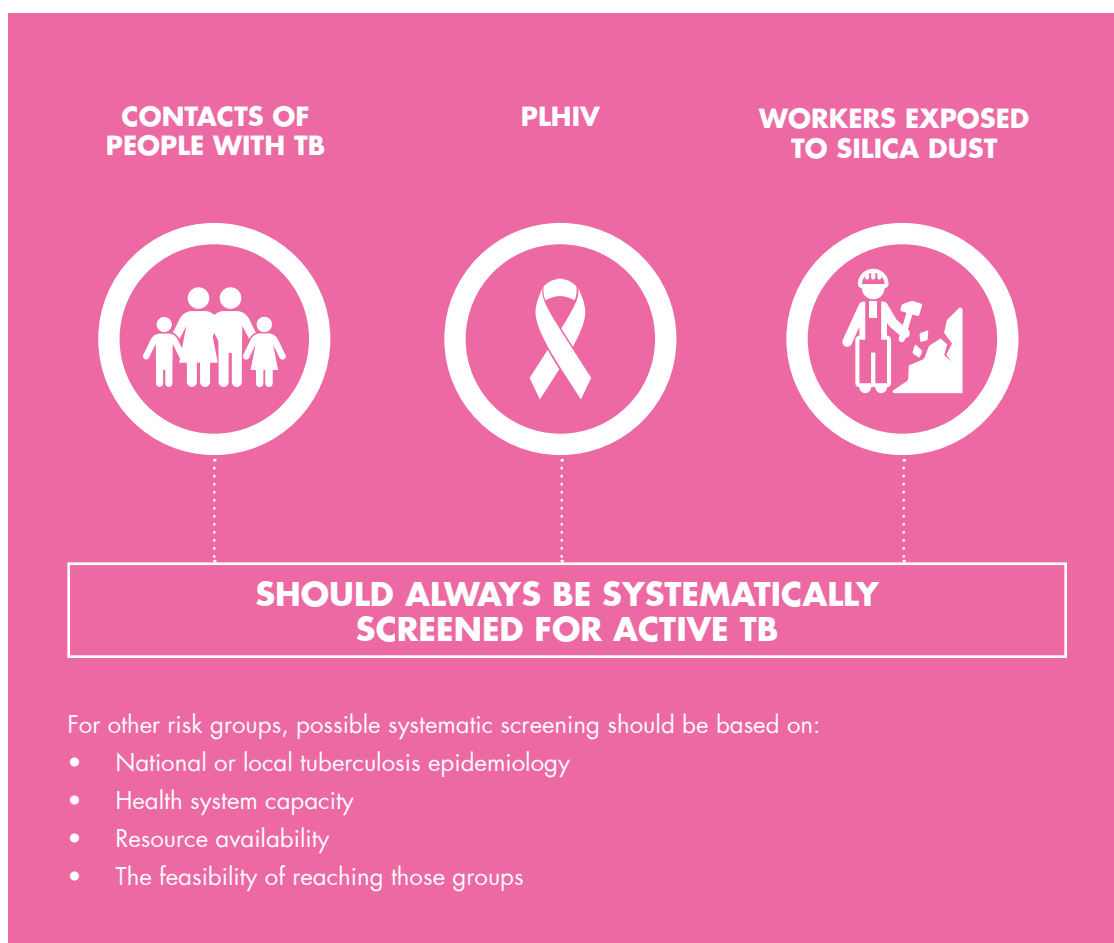 CONTACTS OF
PEOPLE WITH TB
PLHIV
WORKERS EXPOSED
TO SILICA DUST
SHOULD ALWAYS BE SYSTEMATICALLY
SCREENED FOR ACTIVE TB
For other risk groups, possible systematic screening should be based on:
• National or local tuberculosis epidemiology
• Health system capacity
• Resource availability
• The feasibility of reaching those groups